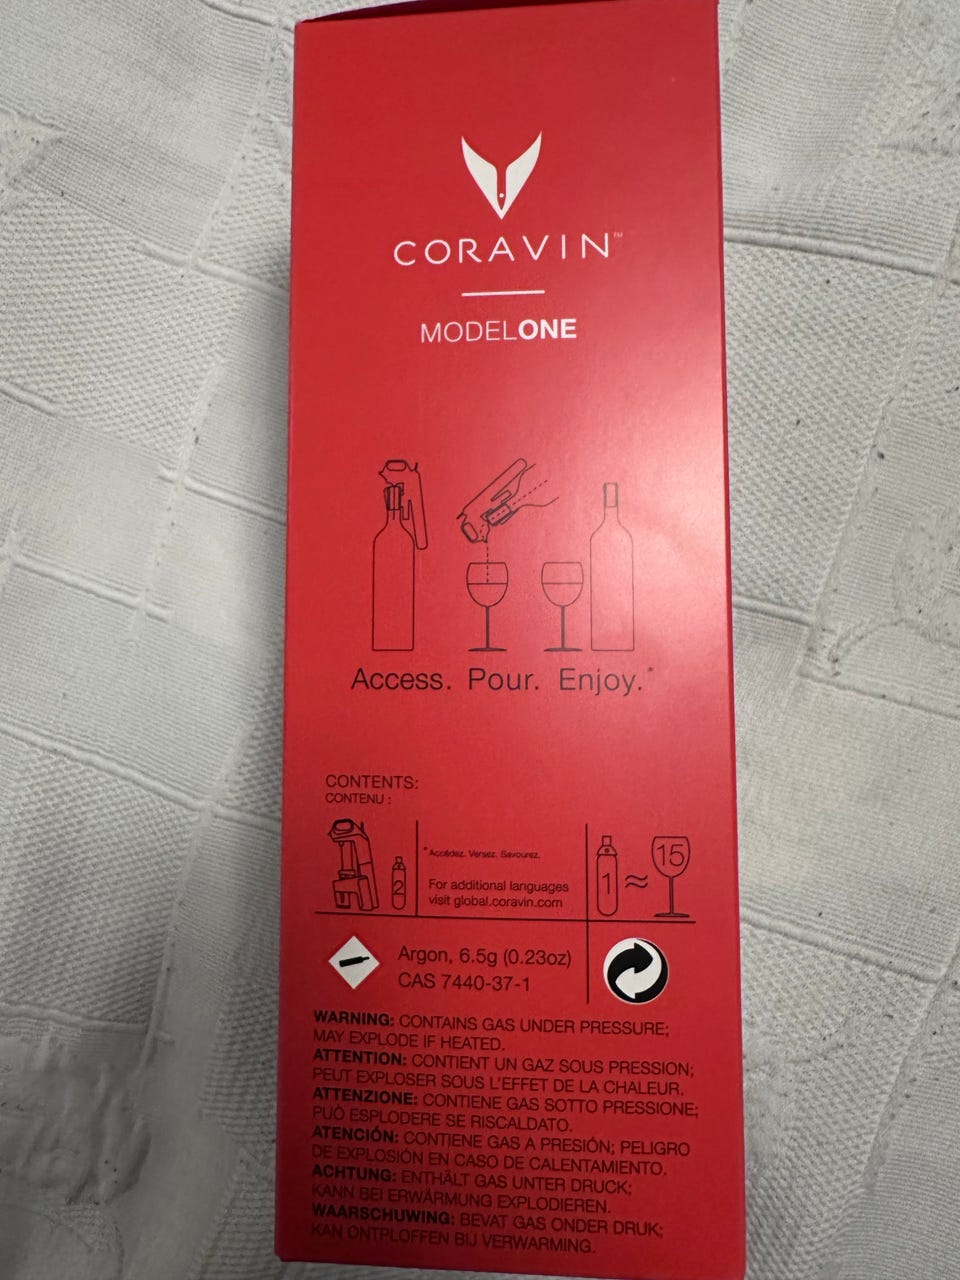 CORAVIN™
MODELONE
Access. Pour. Enjoy.*
CONTENTS:
CONTENU :
2
*Accédez. Versez. Savourez.
For additional languages
visit global.coravin.com
1 ≈ 15
Argon, 6.5g (0.23oz)
CAS 7440-37-1
WARNING: CONTAINS GAS UNDER PRESSURE;
MAY EXPLODE IF HEATED.
ATTENTION: CONTIENT UN GAZ SOUS PRESSION;
PEUT EXPLOSER SOUS L'EFFET DE LA CHALEUR.
ATTENZIONE: CONTIENE GAS SOTTO PRESSIONE;
PUÒ ESPLODERE SE RISCALDATO.
ATENCIÓN: CONTIENE GAS A PRESIÓN; PELIGRO
DE EXPLOSIÓN EN CASO DE CALENTAMIENTO.
ACHTUNG: ENTHÄLT GAS UNTER DRUCK;
KANN BEI ERWÄRMUNG EXPLODIEREN.
WAARSCHUWING: BEVAT GAS ONDER DRUK;
KAN ONTPLOFFEN BIJ VERWARMING.